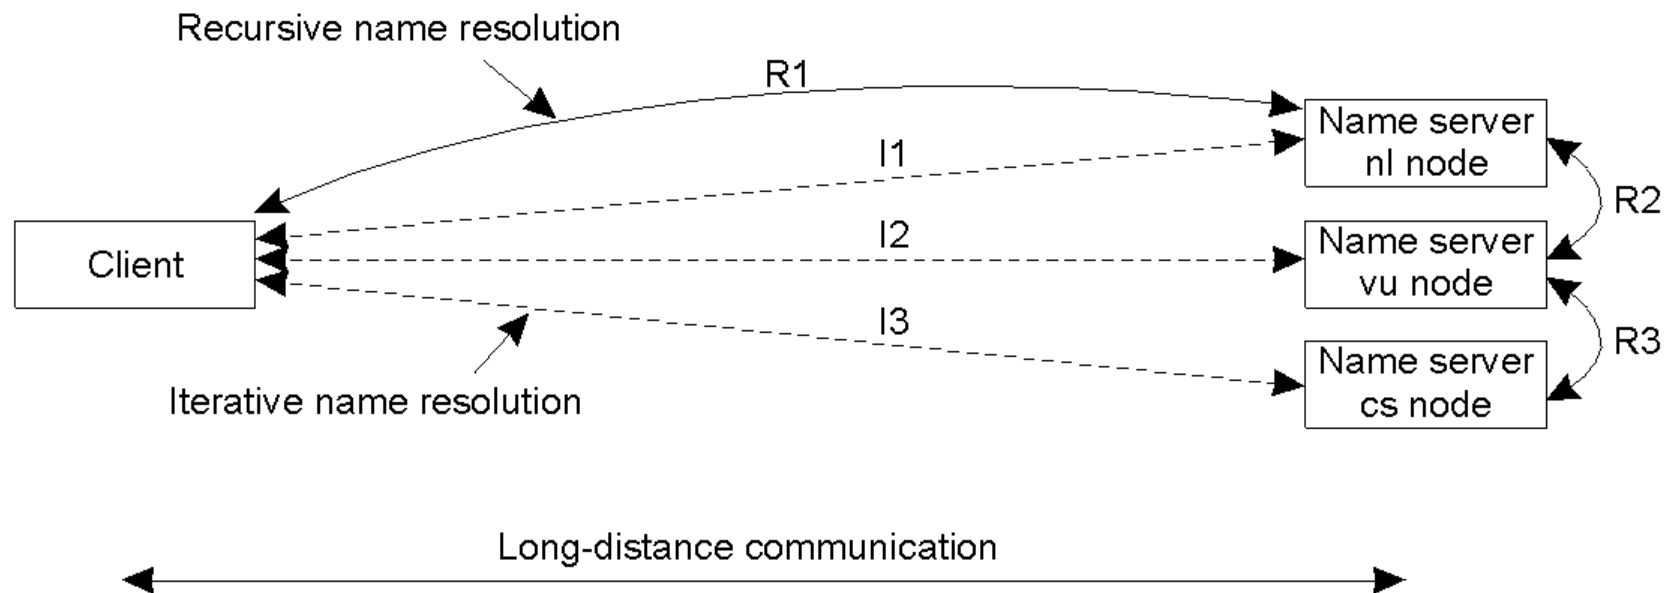 Recursive name resolution
R1
Name server
nl node
I1
R2
Client
I2
Name server
vu node
I3
R3
Name server
cs node
Iterative name resolution
Long-distance communication